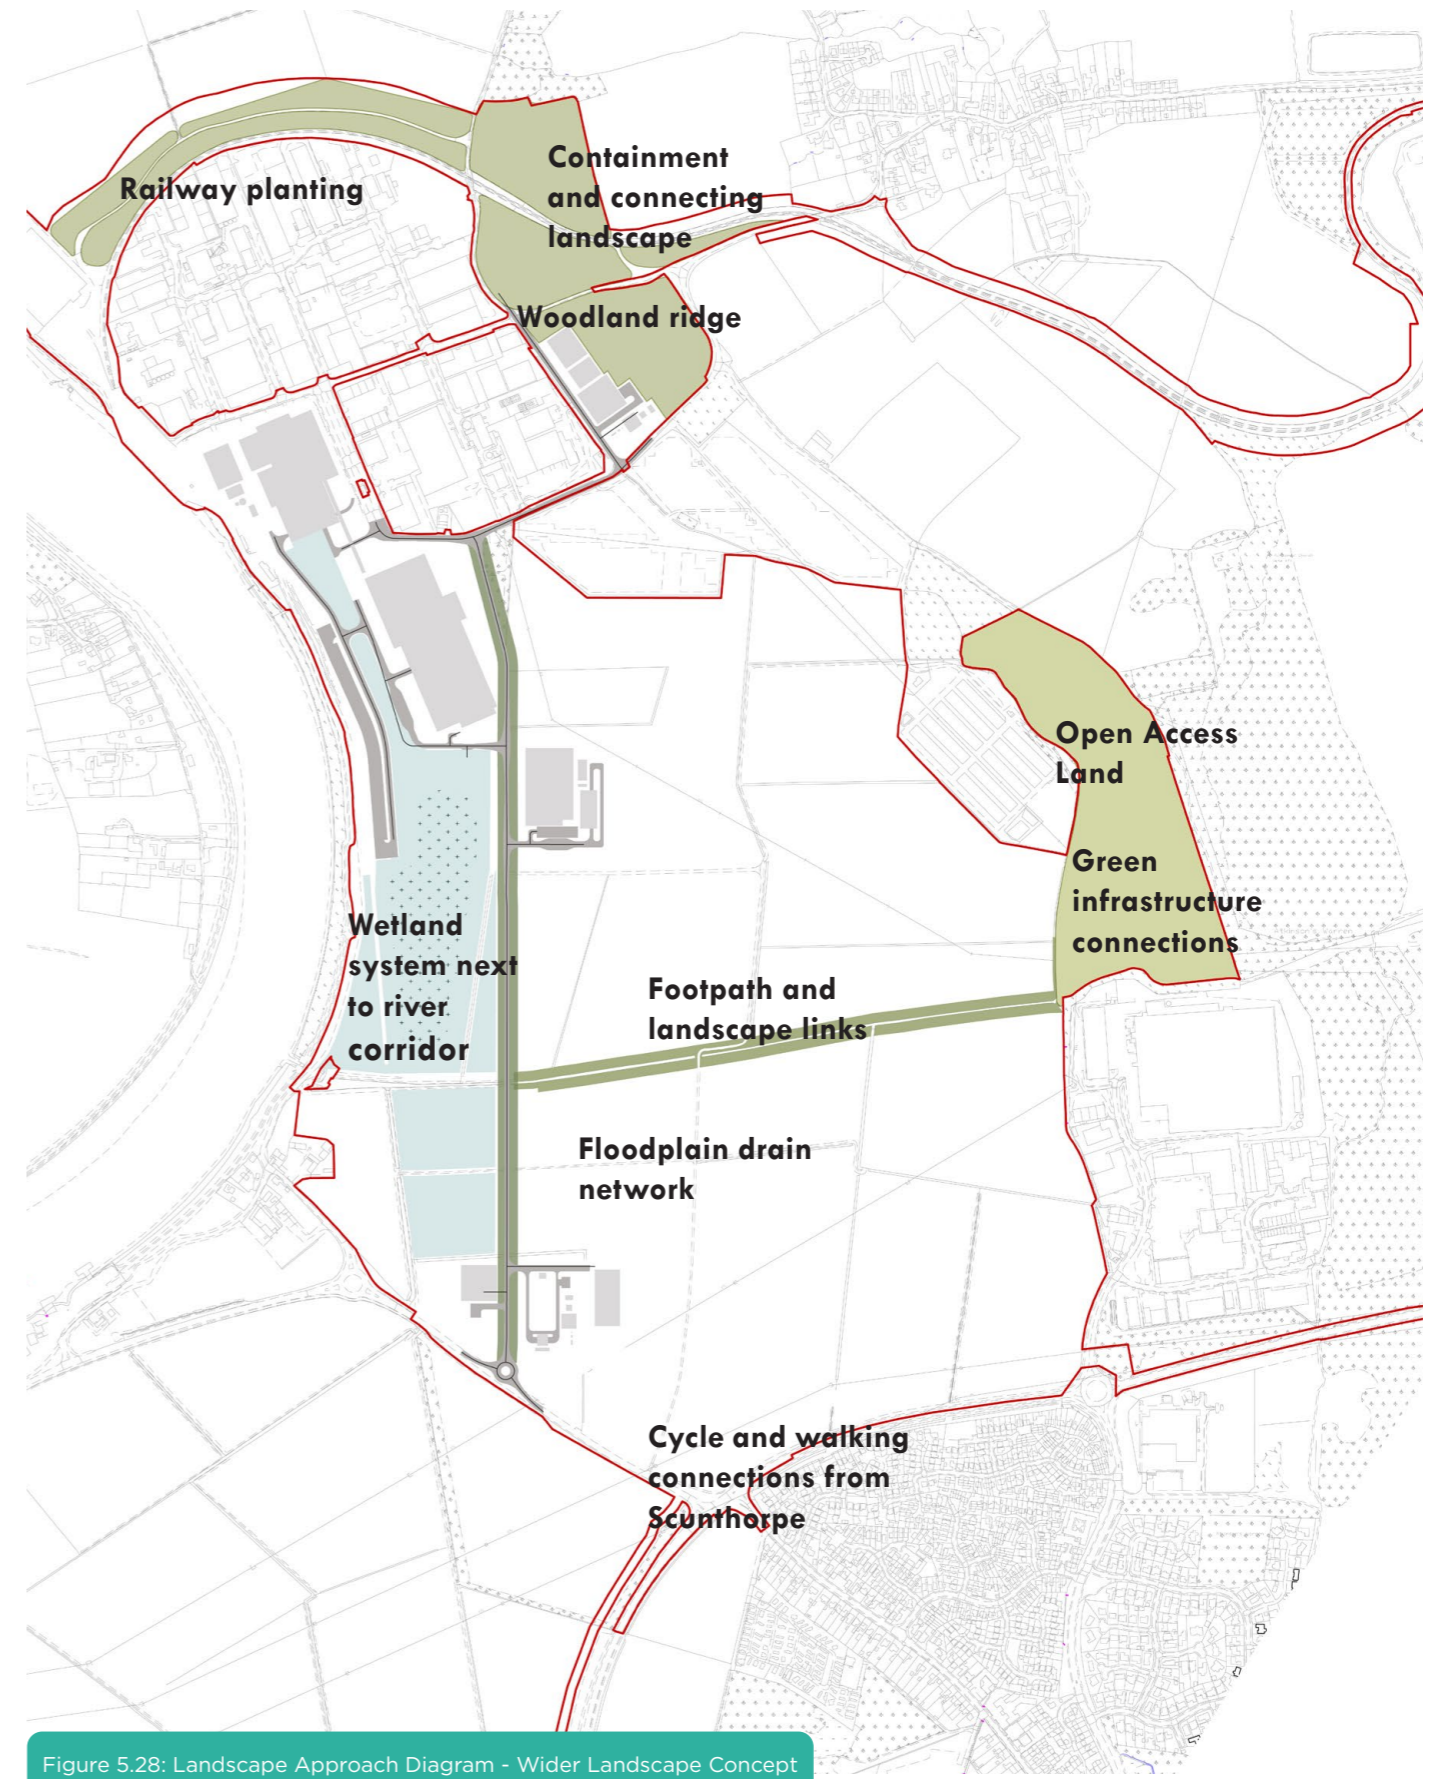 Containment
and connecting
landscape
Railway planting
Woodland ridge
Open Access
Land
Green
infrastructure
connections
Wetland
system next
to river
corridor
Footpath and
landscape links
Floodplain drain
network
Cycle and walking
connections from
Scunthorpe
Figure 5.28: Landscape Approach Diagram - Wider Landscape Concept